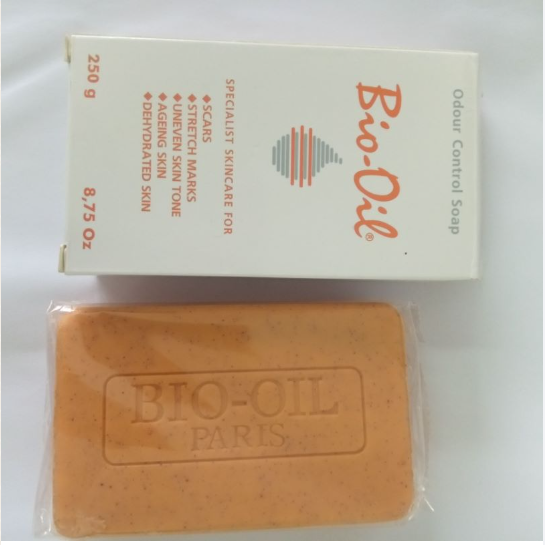 Odour Control Soap
Bio-Oil®
SPECIALIST SKINCARE FOR
◆SCARS
◆STRETCH MARKS
◆UNEVEN SKIN TONE
◆AGEING SKIN
◆DEHYDRATED SKIN
250 g 8,75 Oz
BIO-OIL
PARIS